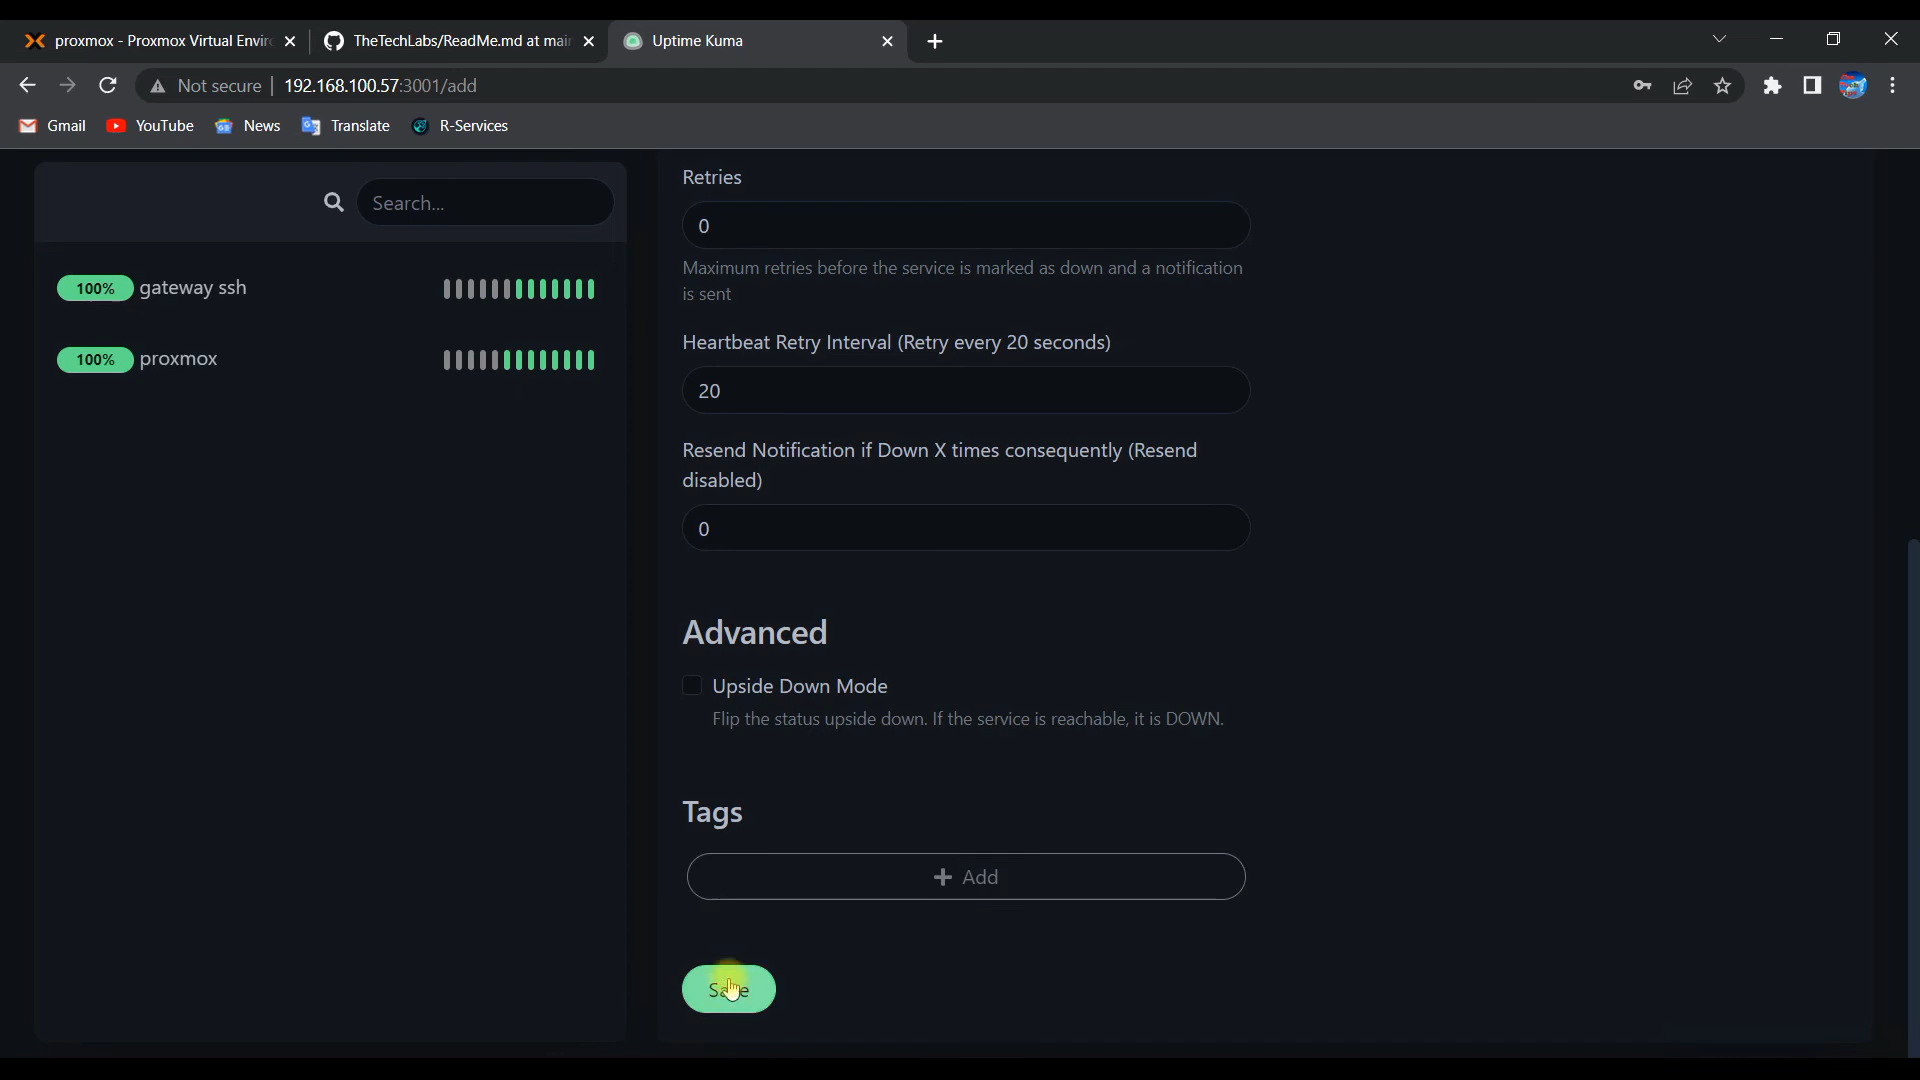 proxmox - Proxmox Virtual Envir
TheTechLabs/ReadMe.md at mai
Uptime Kuma
Not secure
192.168.100.57:3001/add
Gmail
YouTube
News
Translate
R-Services
Search...
100% gateway ssh
100% proxmox
Retries
0
Maximum retries before the service is marked as down and a notification
is sent
Heartbeat Retry Interval (Retry every 20 seconds)
20
Resend Notification if Down X times consequently (Resend
disabled)
0
Advanced
Upside Down Mode
Flip the status upside down. If the service is reachable, it is DOWN.
Tags
Add
Save